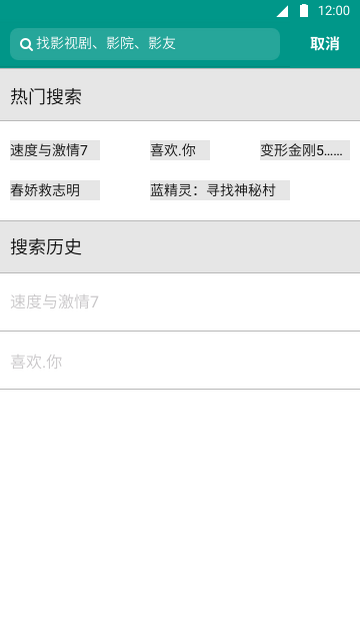 12:00
找影视剧、影院、影友 取消
热门搜索
速度与激情7 喜欢.你 变形金刚5……
春娇救志明 蓝精灵：寻找神秘村
搜索历史
速度与激情7
喜欢.你